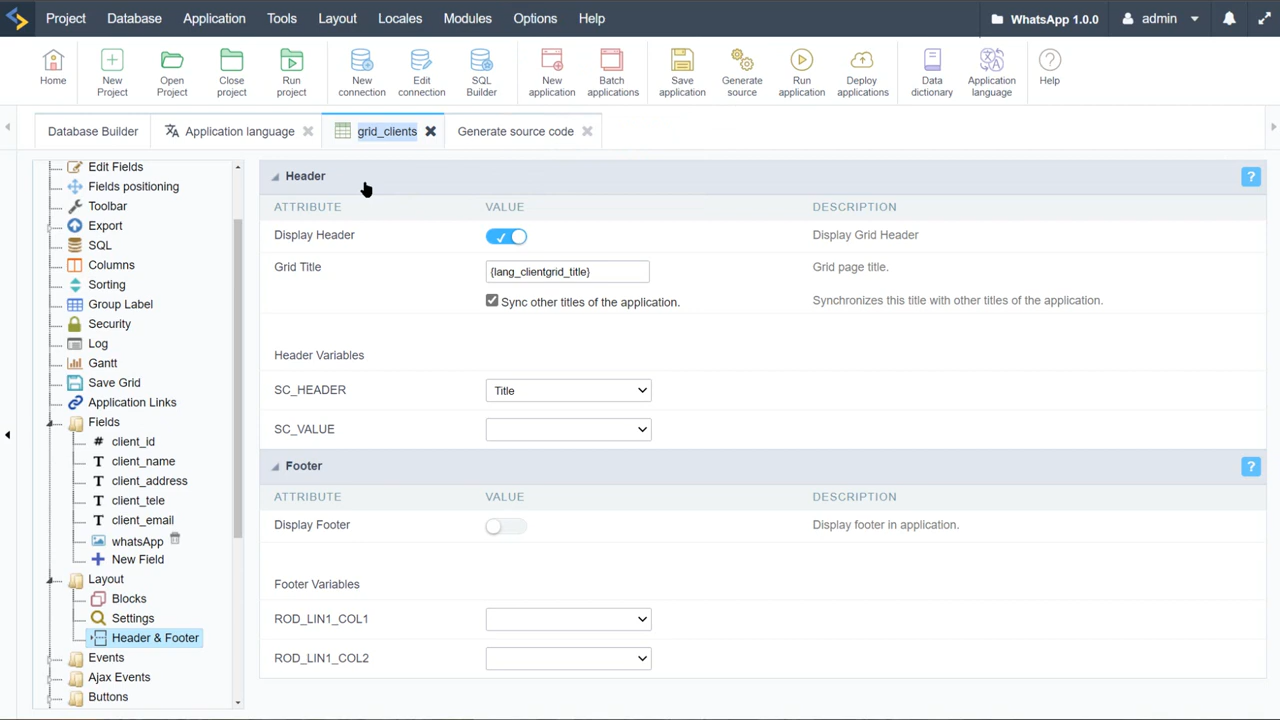 Project Database Application Tools Layout Locales Modules Options Help WhatsApp 1.0.0 admin
Home
New Project
Open Project
Close project
Run project
New connection
Edit connection
SQL Builder
New application
Batch applications
Save application
Generate source
Run application
Deploy applications
Data dictionary
Application language
Help
Database Builder Application language grid_clients Generate source code
Edit Fields
Fields positioning
Toolbar
Export
SQL
Columns
Sorting
Group Label
Security
Log
Gantt
Save Grid
Application Links
Fields
client_id
client_name
client_address
client_tele
client_email
whatsApp
New Field
Layout
Blocks
Settings
Header & Footer
Events
Ajax Events
Buttons
Header ?
ATTRIBUTE VALUE DESCRIPTION
Display Header Display Grid Header
Grid Title {lang_clientgrid_title} Grid page title.
Sync other titles of the application. Synchronizes this title with other titles of the application.
Header Variables
SC_HEADER Title
SC_VALUE
Footer ?
ATTRIBUTE VALUE DESCRIPTION
Display Footer Display footer in application.
Footer Variables
ROD_LIN1_COL1
ROD_LIN1_COL2